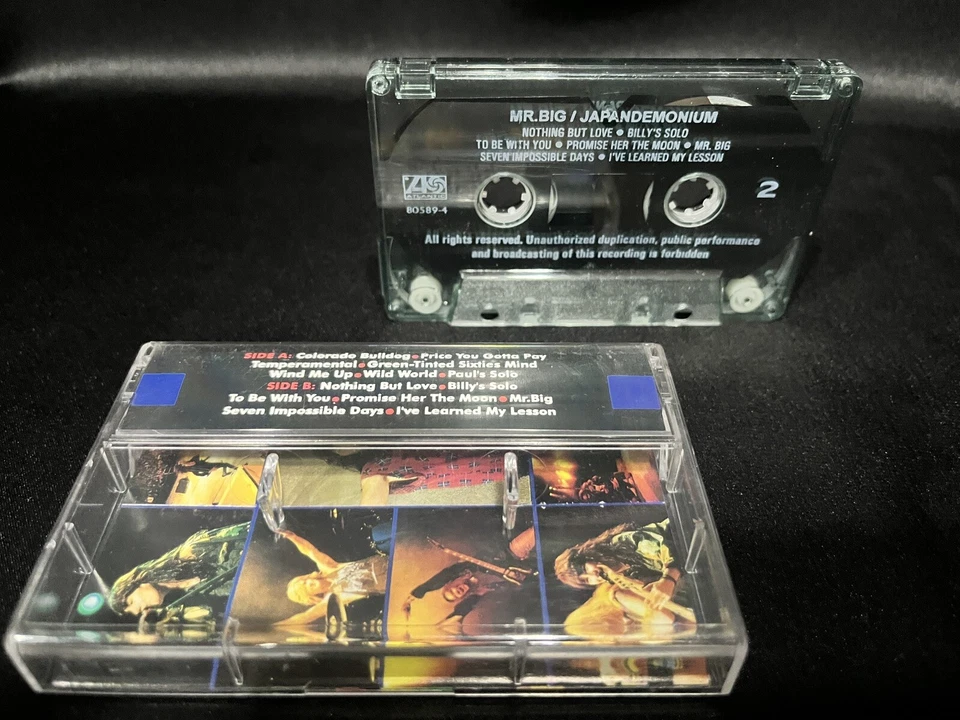 MR.BIG / JAPANDEMONIUM
NOTHING BUT LOVE • BILLY'S SOLO
TO BE WITH YOU • PROMISE HER THE MOON • MR. BIG
SEVEN IMPOSSIBLE DAYS • I'VE LEARNED MY LESSON
ATLANTIC
80589-4
2
All rights reserved. Unauthorized duplication, public performance
and broadcasting of this recording is forbidden
SIDE A: Colorado Bulldog • Price You Gotta Pay
Temperamental • Green-Tinted Sixties Mind
Wind Me Up • Wild World • Paul's Solo
SIDE B: Nothing But Love • Billy's Solo
To Be With You • Promise Her The Moon • Mr.Big
Seven Impossible Days • I've Learned My Lesson